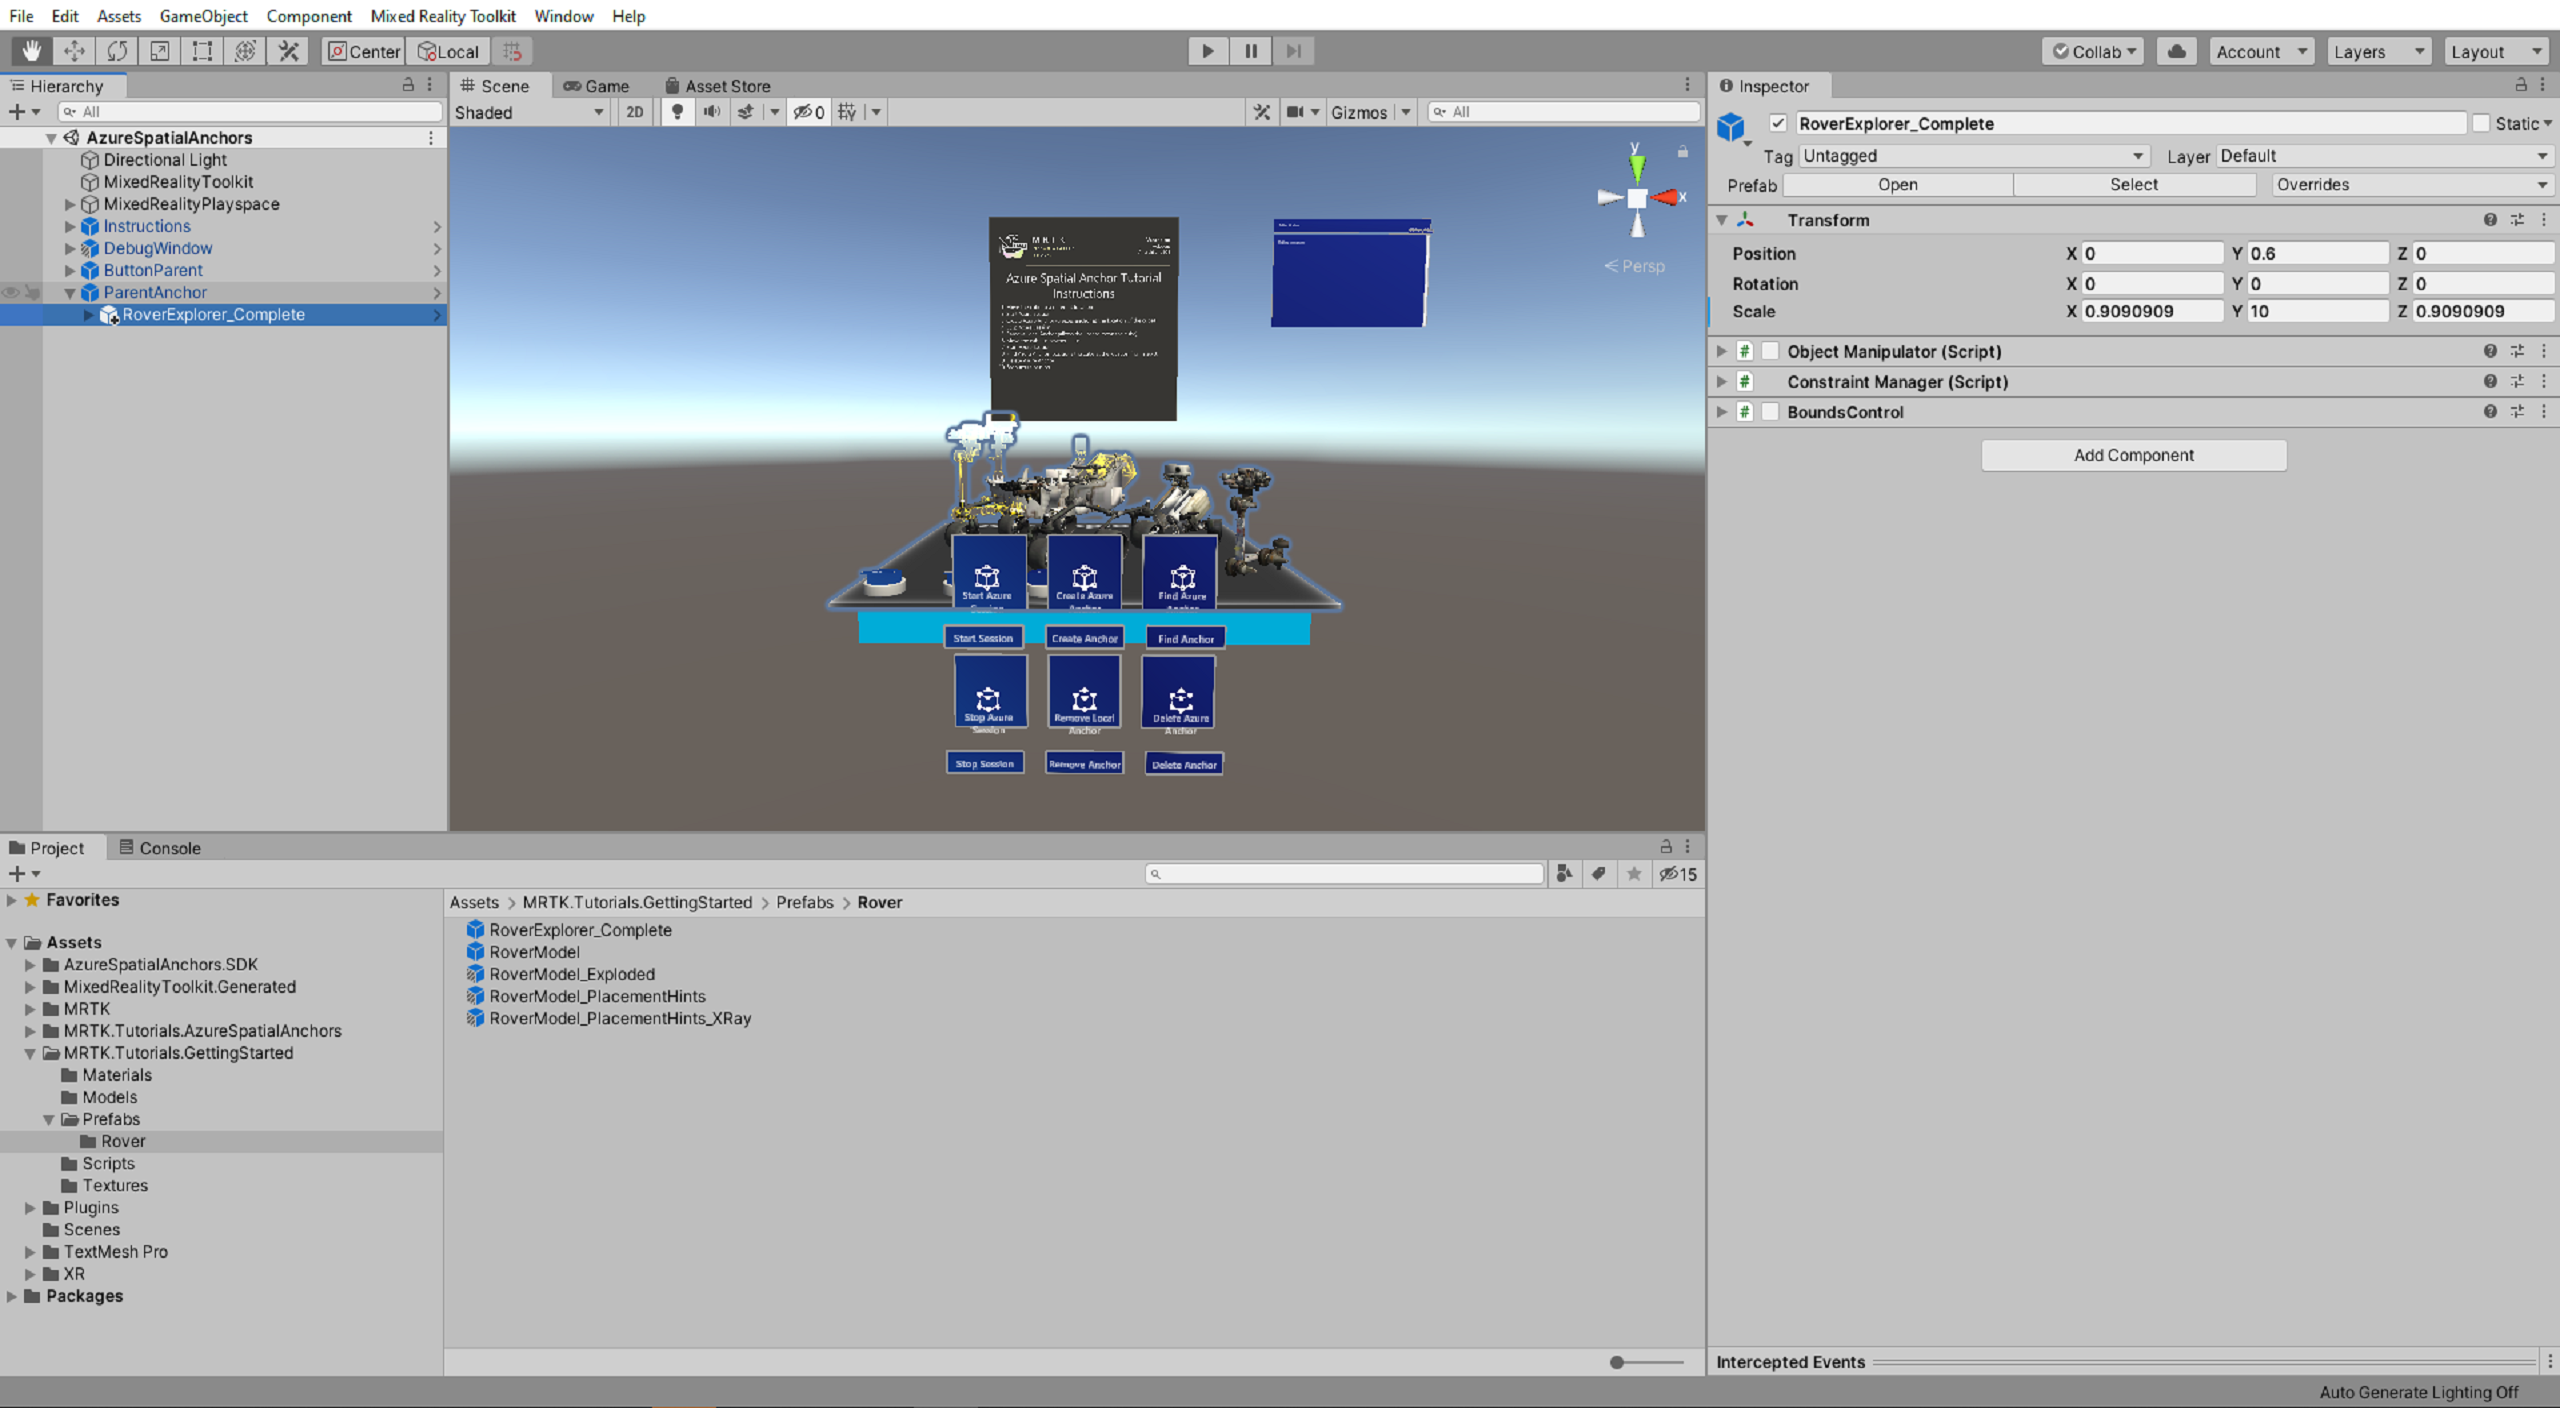 File Edit Assets GameObject Component Mixed Reality Toolkit Window Help
Center Local Collab Account Layers Layout
Hierarchy
All
AzureSpatialAnchors
Directional Light
MixedRealityToolkit
MixedRealityPlayspace
Instructions
DebugWindow
ButtonParent
ParentAnchor
RoverExplorer_Complete
Scene Game Asset Store
Shaded 2D 0 Gizmos All
y
x
Persp
MRTK
Azure Spatial Anchor Tutorial
Instructions
Start Azure Create Azure Find Azure
Session Anchor Anchor
Start Session Create Anchor Find Anchor
Stop Azure Remove Local Delete Azure
Session Anchor Anchor
Stop Session Remove Anchor Delete Anchor
Inspector
RoverExplorer_Complete Static
Tag Untagged Layer Default
Prefab Open Select Overrides
Transform
Position X 0 Y 0.6 Z 0
Rotation X 0 Y 0 Z 0
Scale X 0.9090909 Y 10 Z 0.9090909
# Object Manipulator (Script)
# Constraint Manager (Script)
# BoundsControl
Add Component
Project Console
15
Favorites
Assets
AzureSpatialAnchors.SDK
MixedRealityToolkit.Generated
MRTK
MRTK.Tutorials.AzureSpatialAnchors
MRTK.Tutorials.GettingStarted
Materials
Models
Prefabs
Rover
Scripts
Textures
Plugins
Scenes
TextMesh Pro
XR
Packages
Assets > MRTK.Tutorials.GettingStarted > Prefabs > Rover
RoverExplorer_Complete
RoverModel
RoverModel_Exploded
RoverModel_PlacementHints
RoverModel_PlacementHints_XRay
Intercepted Events
Auto Generate Lighting Off